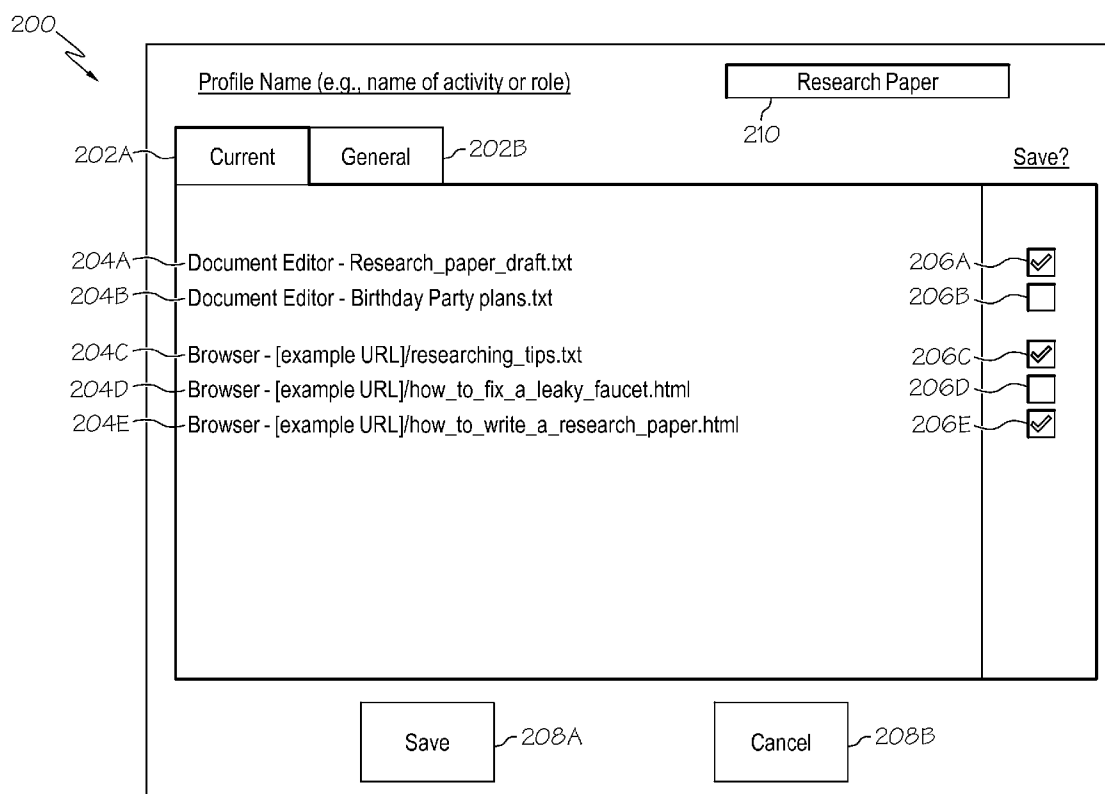 200
Profile Name (e.g., name of activity or role) Research Paper
210
202A Current General 202B Save?
204A Document Editor - Research_paper_draft.txt 206A
204B Document Editor - Birthday Party plans.txt 206B
204C Browser - [example URL]/researching_tips.txt 206C
204D Browser - [example URL]/how_to_fix_a_leaky_faucet.html 206D
204E Browser - [example URL]/how_to_write_a_research_paper.html 206E
Save 208A Cancel 208B